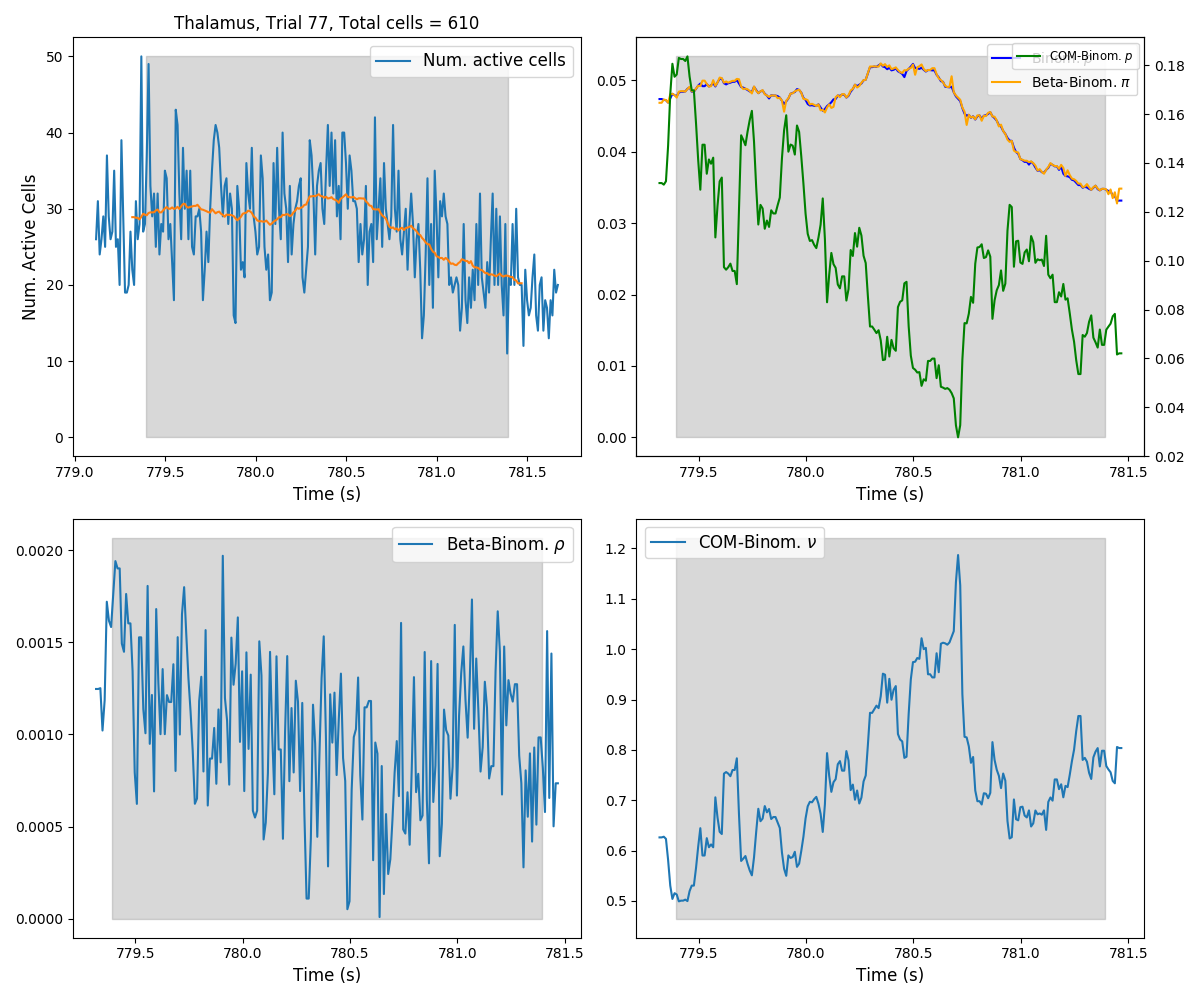 Thalamus, Trial 77, Total cells = 610
Num. active cells
Num. Active Cells
50
40
30
20
10
0
779.0 779.5 780.0 780.5 781.0 781.5
Time (s)
COM-Binom. p
Binom. p
Beta-Binom. π
0.05
0.04
0.03
0.02
0.01
0.00
0.18
0.16
0.14
0.12
0.10
0.08
0.06
0.04
0.02
779.5 780.0 780.5 781.0 781.5
Time (s)
Beta-Binom. ρ
0.0020
0.0015
0.0010
0.0005
0.0000
779.5 780.0 780.5 781.0 781.5
Time (s)
COM-Binom. ν
1.2
1.1
1.0
0.9
0.8
0.7
0.6
0.5
779.5 780.0 780.5 781.0 781.5
Time (s)